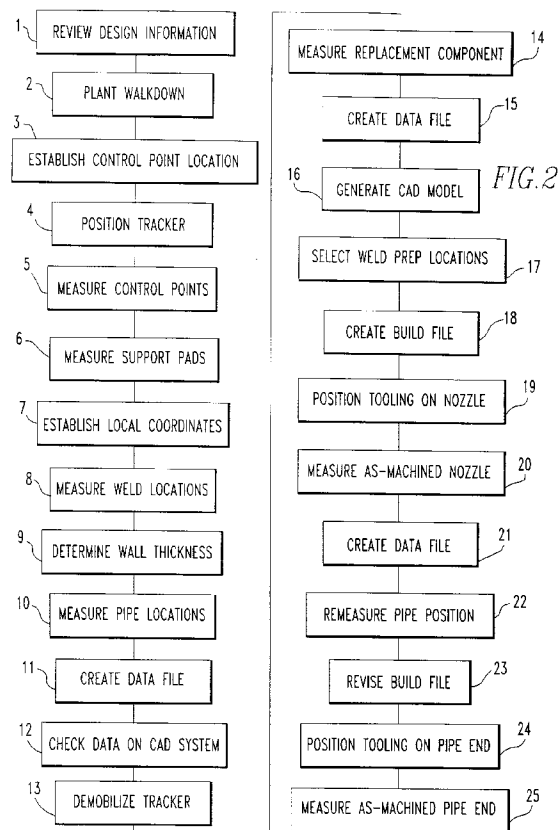 1 REVIEW DESIGN INFORMATION
2 PLANT WALKDOWN
3 ESTABLISH CONTROL POINT LOCATION
4 POSITION TRACKER
5 MEASURE CONTROL POINTS
6 MEASURE SUPPORT PADS
7 ESTABLISH LOCAL COORDINATES
8 MEASURE WELD LOCATIONS
9 DETERMINE WALL THICKNESS
10 MEASURE PIPE LOCATIONS
11 CREATE DATA FILE
12 CHECK DATA ON CAD SYSTEM
13 DEMOBILIZE TRACKER
MEASURE REPLACEMENT COMPONENT 14
CREATE DATA FILE 15
16 GENERATE CAD MODEL
FIG.2
SELECT WELD PREP LOCATIONS 17
CREATE BUILD FILE 18
POSITION TOOLING ON NOZZLE 19
MEASURE AS-MACHINED NOZZLE 20
CREATE DATA FILE 21
REMEASURE PIPE POSITION 22
REVISE BUILD FILE 23
POSITION TOOLING ON PIPE END 24
MEASURE AS-MACHINED PIPE END 25